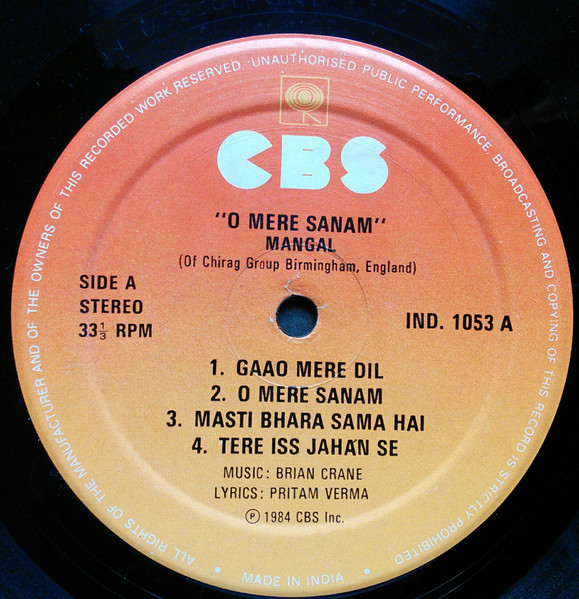 ALL RIGHTS OF THE MANUFACTURER AND OF THE OWNERS OF THIS RECORDED WORK RESERVED · UNAUTHORISED PUBLIC PERFORMANCE, BROADCASTING AND COPYING OF THIS RECORD IS STRICTLY PROHIBITED
CBS
"O MERE SANAM"
MANGAL
(Of Chirag Group Birmingham, England)
SIDE A
STEREO
33⅓ RPM
IND. 1053 A
1. GAAO MERE DIL
2. O MERE SANAM
3. MASTI BHARA SAMA HAI
4. TERE ISS JAHAN SE
MUSIC: BRIAN CRANE
LYRICS: PRITAM VERMA
℗ 1984 CBS Inc.
• MADE IN INDIA •